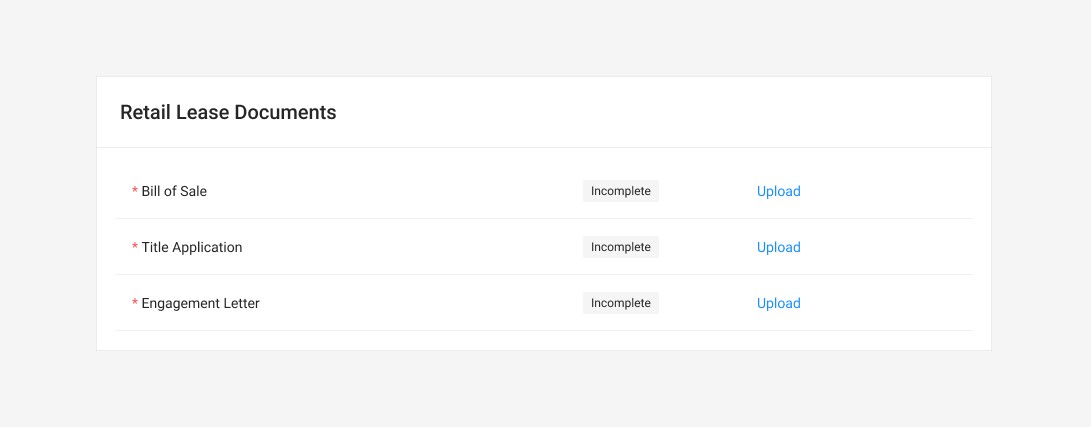 Retail Lease Documents
* Bill of Sale Incomplete Upload
* Title Application Incomplete Upload
* Engagement Letter Incomplete Upload